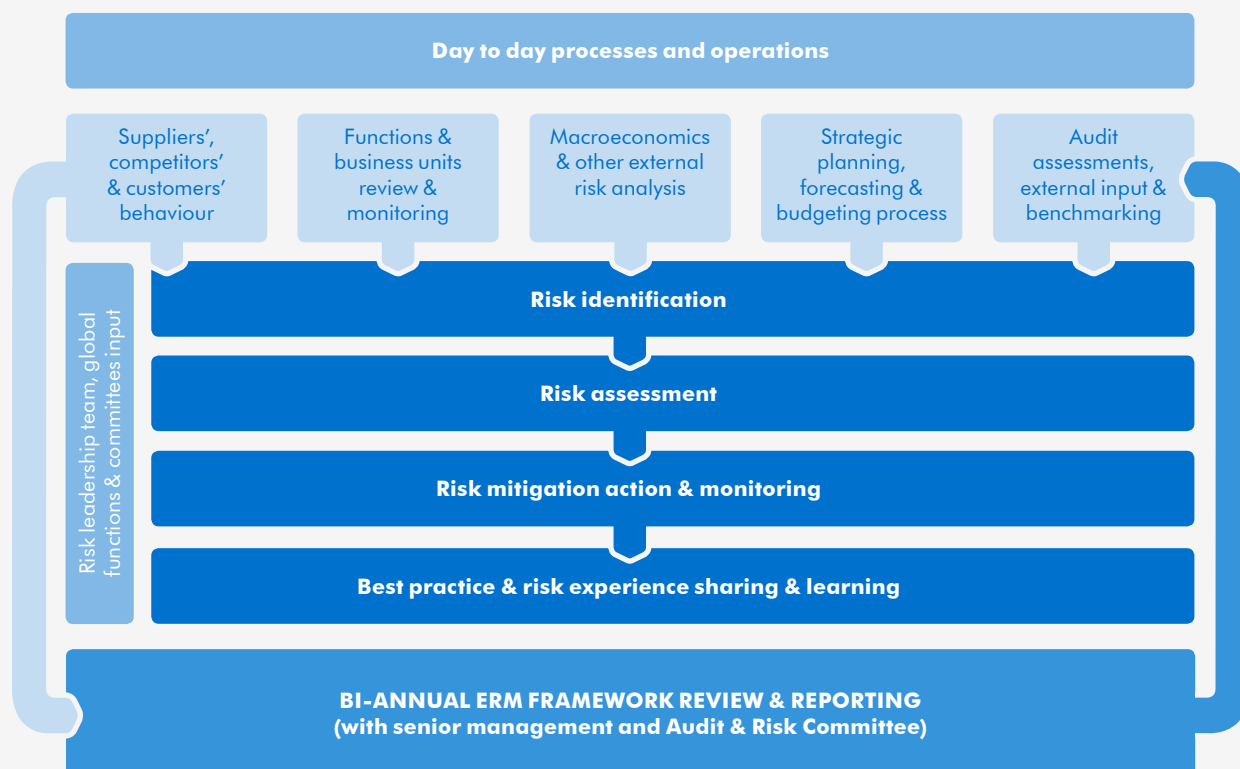 Day to day processes and operations
Suppliers’,
competitors’
& customers’
behaviour
Functions &
business units
review &
monitoring
Macroeconomics
& other external
risk analysis
Strategic
planning,
forecasting &
budgeting process
Audit
assessments,
external input &
benchmarking
Risk leadership team, global
functions & committees input
Risk identification
Risk assessment
Risk mitigation action & monitoring
Best practice & risk experience sharing & learning
BI-ANNUAL ERM FRAMEWORK REVIEW & REPORTING
(with senior management and Audit & Risk Committee)